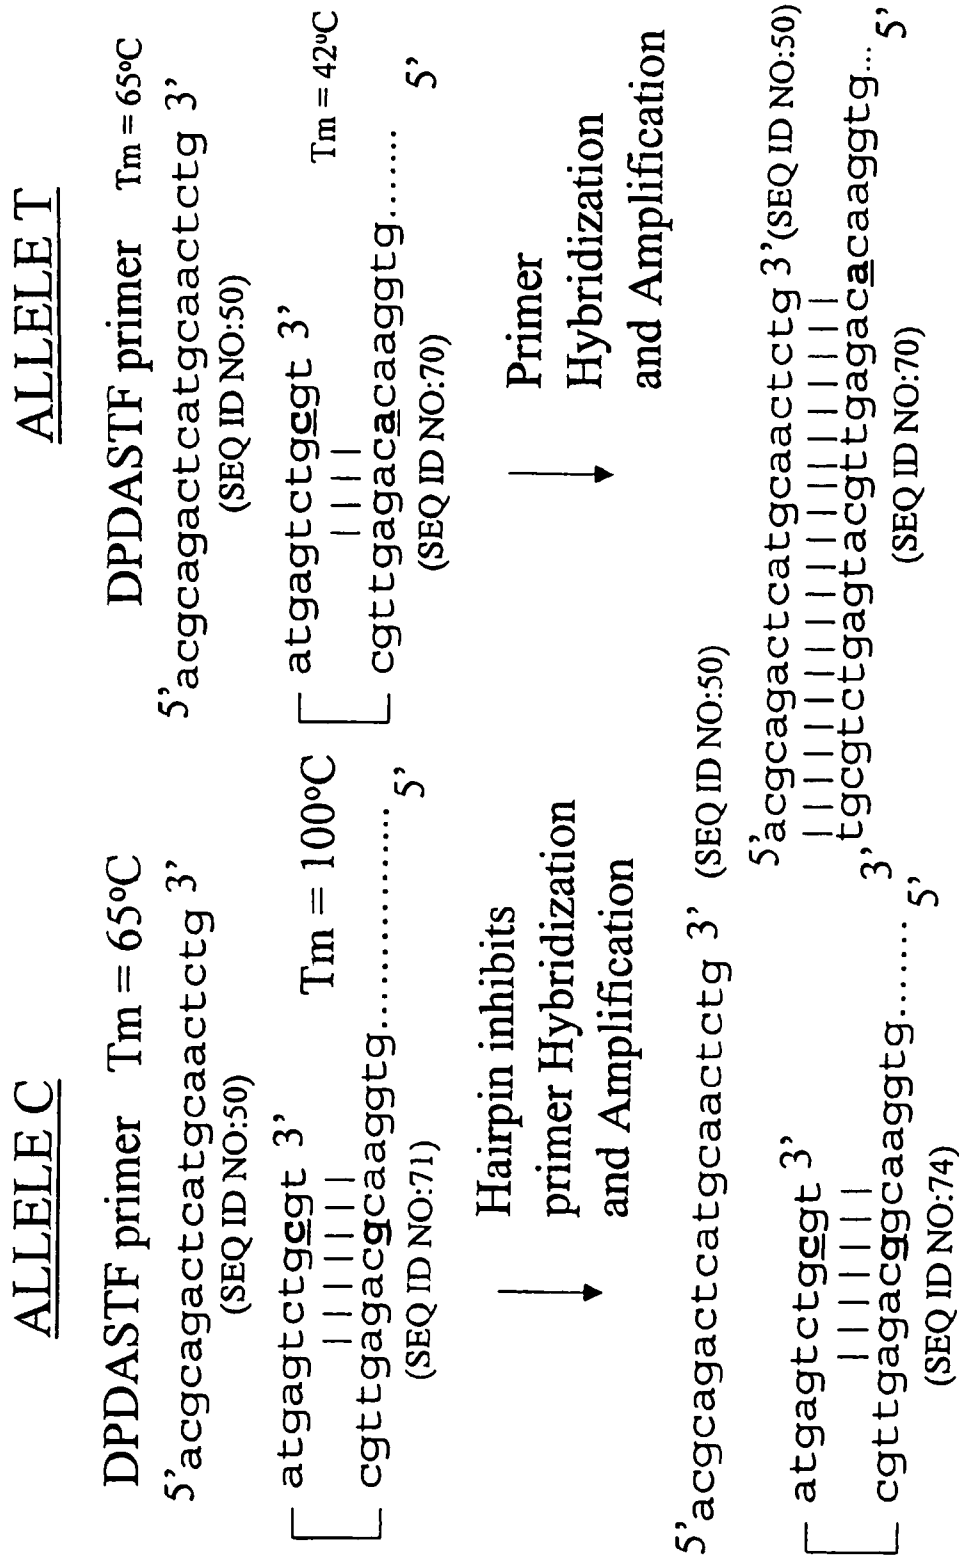 ALLELE C
DPDASTF primer Tm = 65ºC
5’acgcagactcatgcaactctg 3’
(SEQ ID NO:50)
atgagtctgcgt 3’
Tm = 100ºC
cgttgagacgcaaggtg.............. 5’
(SEQ ID NO:71)
Hairpin inhibits
primer Hybridization
and Amplification
5’acgcagactcatgcaactctg 3’ (SEQ ID NO:50)
atgagtctgcgt 3’
cgttgagacggcaaggtg........ 5’
(SEQ ID NO:74)
ALLELE T
DPDASTF primer Tm = 65ºC
5’acgcagactcatgcaactctg 3’
(SEQ ID NO:50)
atgagtctgcgt 3’
Tm = 42ºC
cgttgagacacaaggtg....... 5’
(SEQ ID NO:70)
Primer
Hybridization
and Amplification
5’acgcagactcatgcaactctg 3’(SEQ ID NO:50)
3’tgcgtctgagtacgttgagacacaaggtg... 5’
(SEQ ID NO:70)